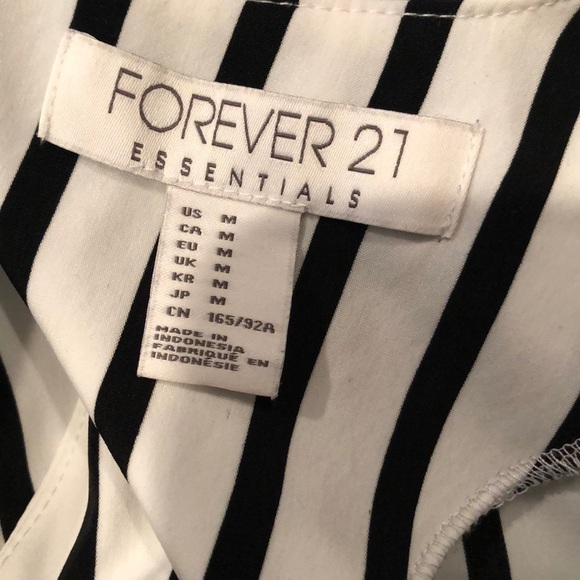 FOREVER 21
ESSENTIALS
US M
CA M
EU M
UK M
KR M
JP M
CN 165/92A
MADE IN
INDONESIA
FABRIQUÉ EN
INDONÉSIE